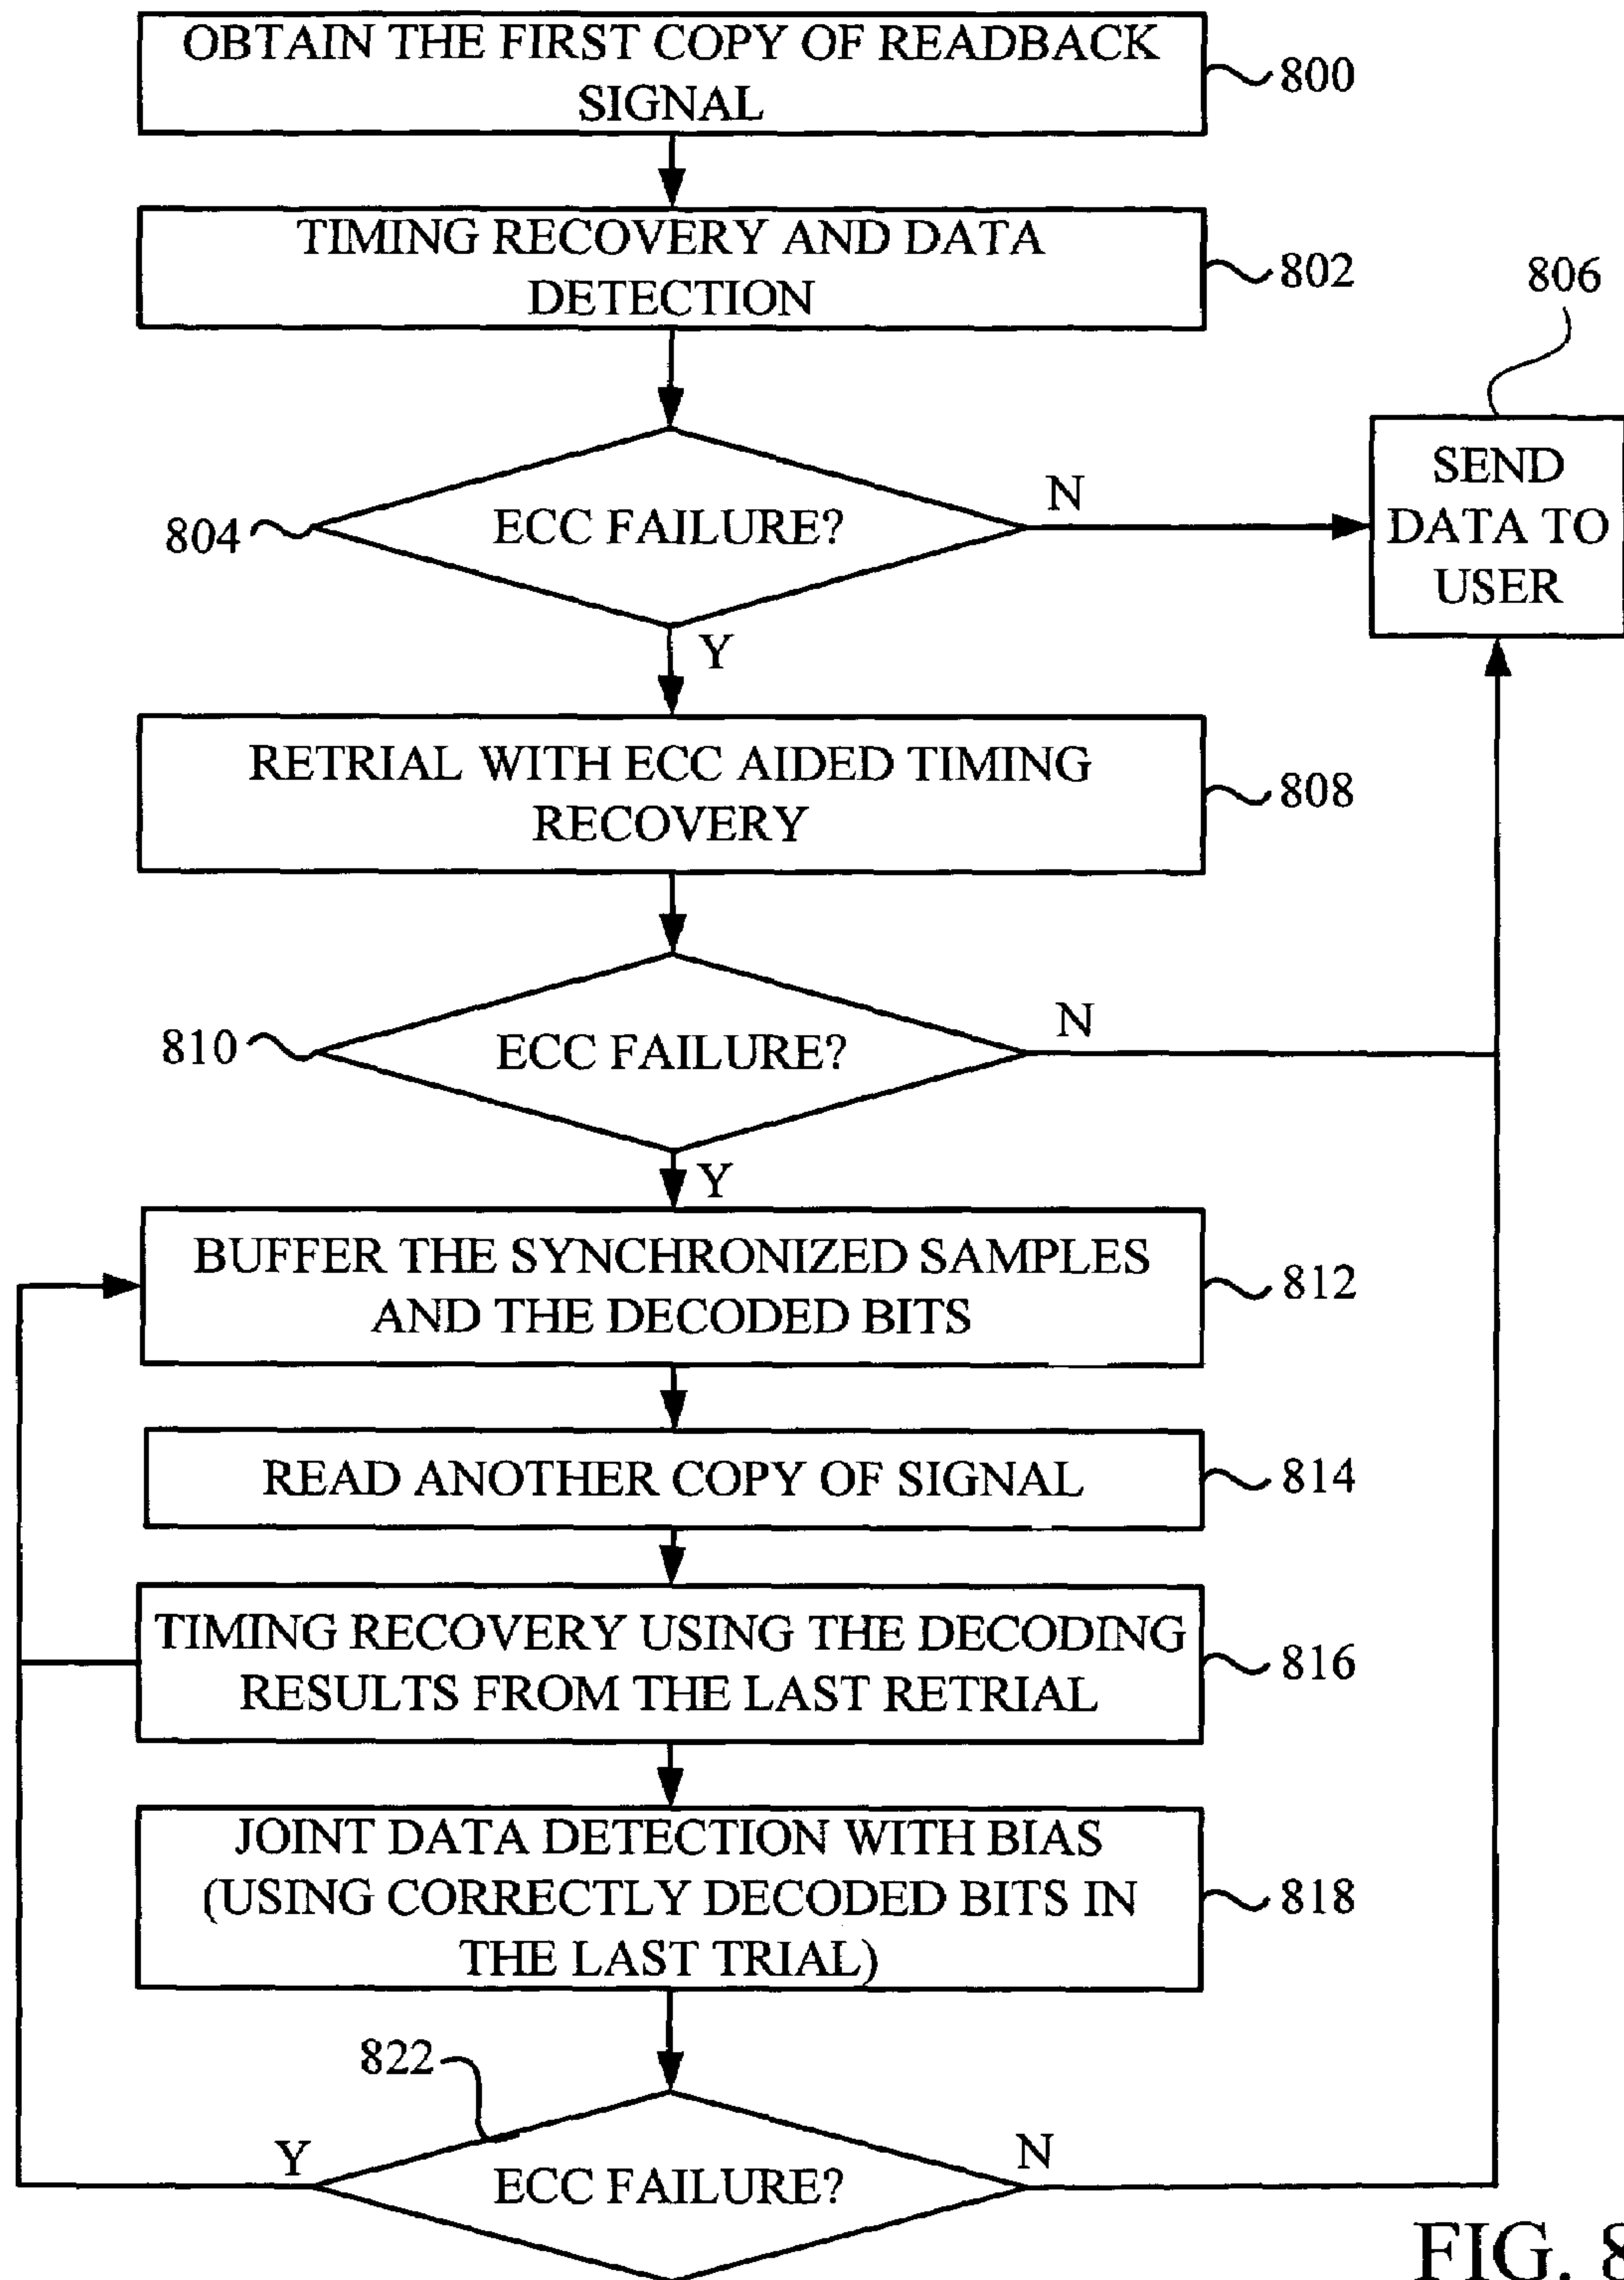 OBTAIN THE FIRST COPY OF READBACK
SIGNAL
800
TIMING RECOVERY AND DATA
DETECTION
802
806
SEND
DATA TO
USER
804
ECC FAILURE?
N
Y
RETRIAL WITH ECC AIDED TIMING
RECOVERY
808
810
ECC FAILURE?
N
Y
BUFFER THE SYNCHRONIZED SAMPLES
AND THE DECODED BITS
812
READ ANOTHER COPY OF SIGNAL
814
TIMING RECOVERY USING THE DECODING
RESULTS FROM THE LAST RETRIAL
816
JOINT DATA DETECTION WITH BIAS
(USING CORRECTLY DECODED BITS IN
THE LAST TRIAL)
818
822
Y
ECC FAILURE?
N
FIG. 8